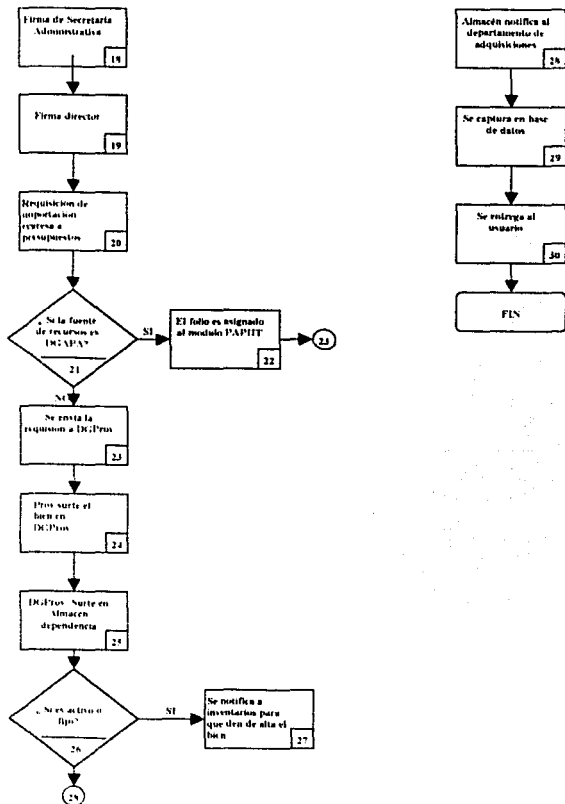 Firma de Secretaría
Administrativa
18
Firma director
19
Requisición de
importación
regresa a
presupuestos
20
¿ Si la fuente
de recursos es
DGAPA?
21
SI
El folio es asignado
al modulo PAPIIT
22
23
NO
Se envía la
requisión a DGProv
23
Prov surte el
bien en
DGProv
24
DGProv Surte en
Almacén
dependencia
25
¿ Si es activo o
fijo?
26
SI
Se notifica a
inventarios para
que den de alta el
bien
27
Almacén notifica al
departamento de
adquisiciones
28
Se captura en base
de datos
29
Se entrega al
usuario
30
FIN